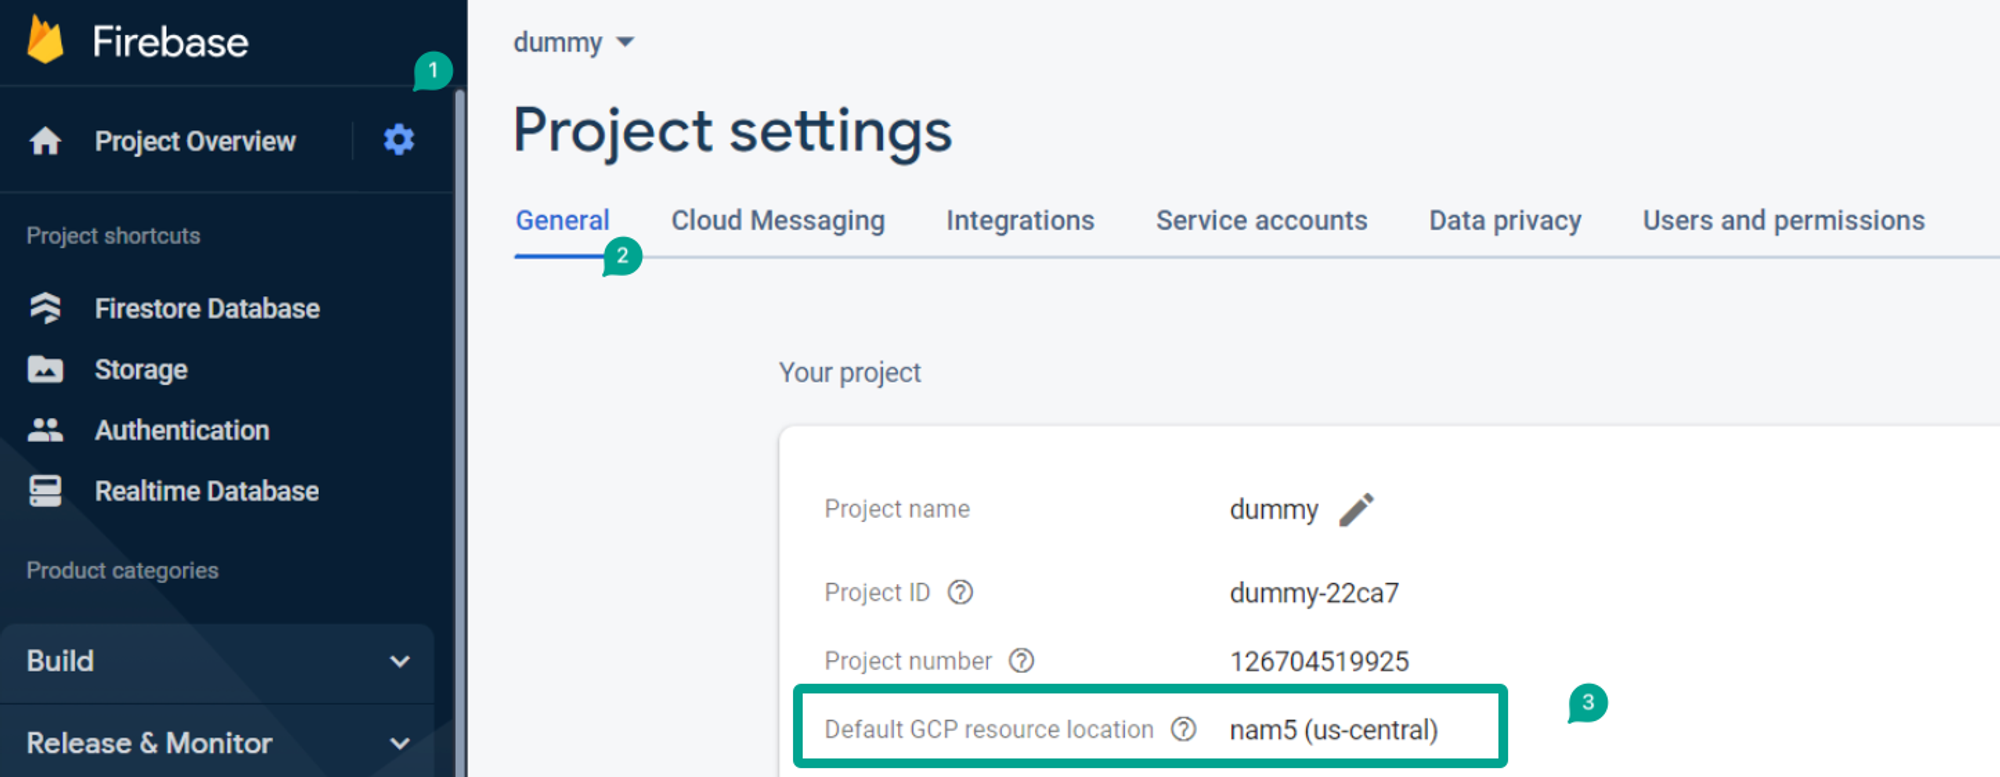 Firebase
1
Project Overview
Project shortcuts
Firestore Database
Storage
Authentication
Realtime Database
Product categories
Build
Release & Monitor
dummy
Project settings
General Cloud Messaging Integrations Service accounts Data privacy Users and permissions
2
Your project
Project name dummy
Project ID ? dummy-22ca7
Project number ? 126704519925
Default GCP resource location ? nam5 (us-central)
3